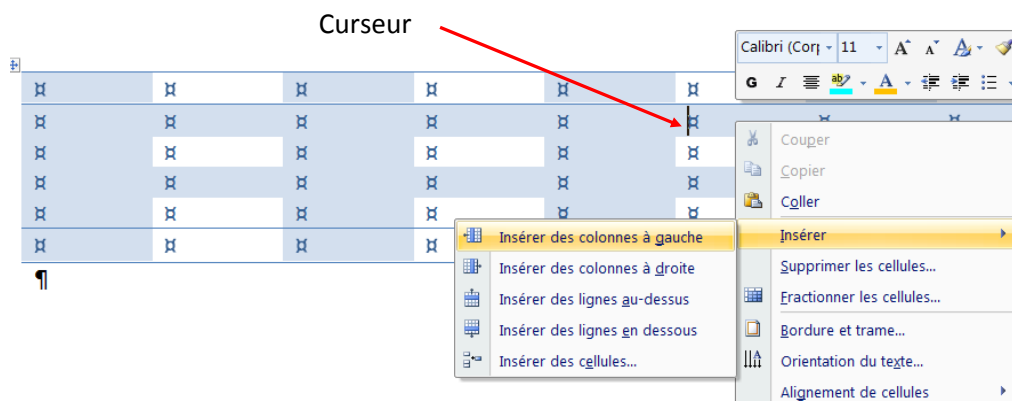 Curseur
Calibri (Corp 11 A A A
G I A
¤ ¤ ¤ ¤ ¤ ¤
¤ ¤ ¤ ¤ ¤ ¤ ¤ ¤
¤ ¤ ¤ ¤ ¤ ¤
¤ ¤ ¤ ¤ ¤ ¤
¤ ¤ ¤ ¤ ¤ ¤
¤ ¤ ¤ ¤
¶
Couper
Copier
Coller
Insérer
Supprimer les cellules...
Fractionner les cellules...
Bordure et trame...
Orientation du texte...
Alignement de cellules
Insérer des colonnes à gauche
Insérer des colonnes à droite
Insérer des lignes au-dessus
Insérer des lignes en dessous
Insérer des cellules...